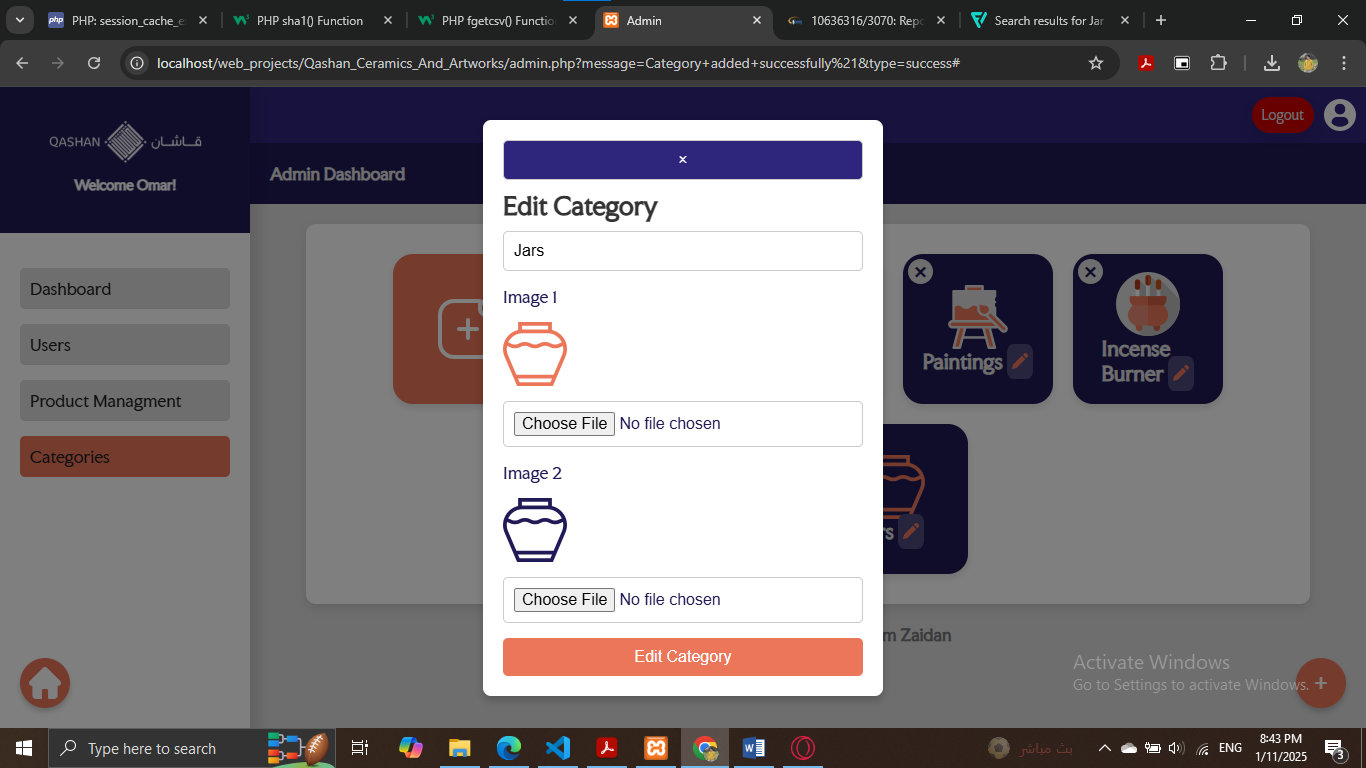 PHP: session_cache_e
PHP sha1() Function
PHP fgetcsv() Functio
Admin
10636316/3070: Repo
Search results for Jar
localhost/web_projects/Qashan_Ceramics_And_Artworks/admin.php?message=Category+added+successfully%21&type=success#
QASHAN قـاشـان
Welcome Omar!
Logout
Admin Dashboard
Dashboard
Users
Product Managment
Categories
×
Edit Category
Jars
Image 1
Choose File No file chosen
Image 2
Choose File No file chosen
Edit Category
Paintings
Incense
Burner
rs
m Zaidan
Activate Windows
Go to Settings to activate Windows.
Type here to search
بث مباشر
ENG
8:43 PM
1/11/2025
3